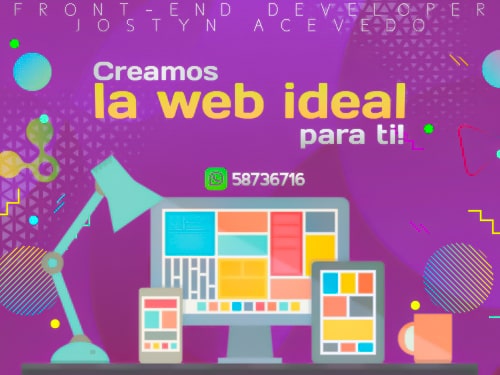 FRONT-END DEVELOPER
JOSTYN ACEVEDO
Creamos
la web ideal
para ti!
58736716